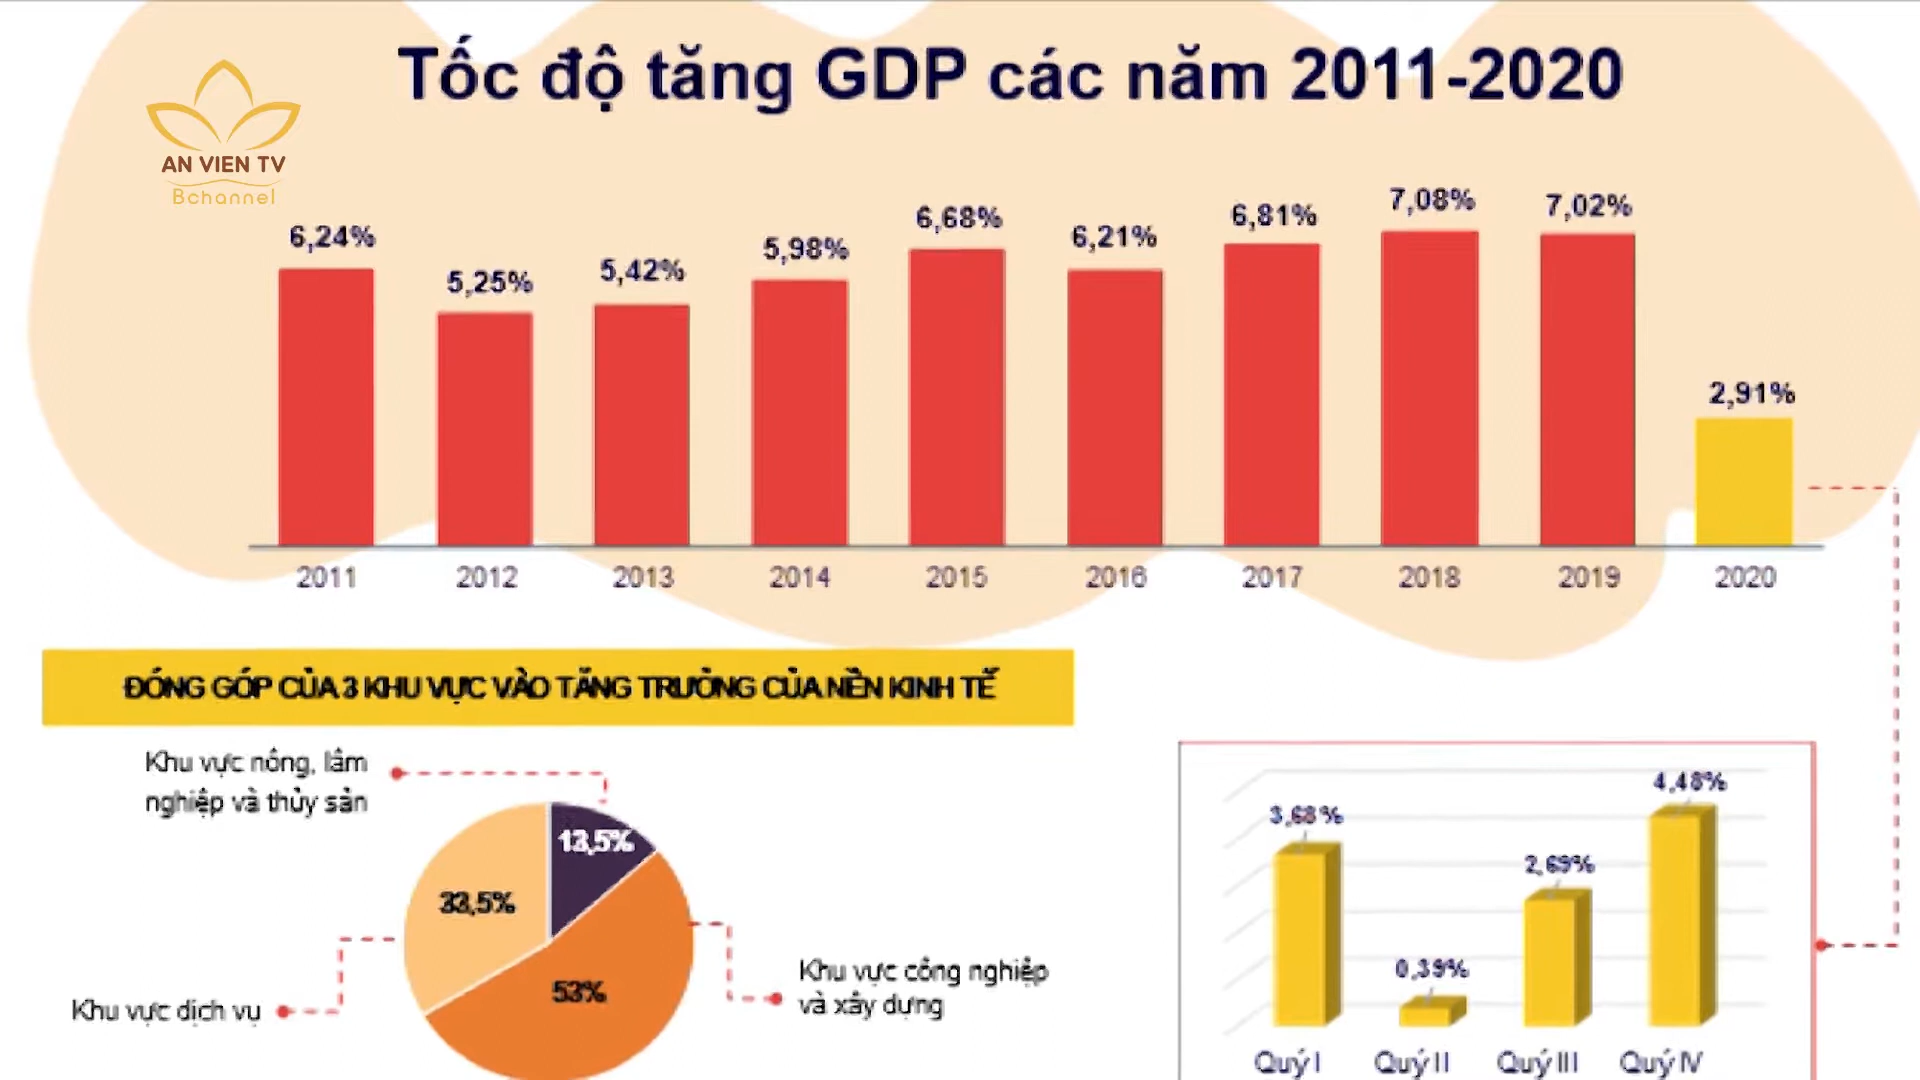 Tốc độ tăng GDP các năm 2011-2020
AN VIEN TV
Bchannel
6,24%
5,25%
5,42%
5,98%
6,68%
6,21%
6,81%
7,08%
7,02%
2,91%
2011
2012
2013
2014
2015
2016
2017
2018
2019
2020
ĐÓNG GÓP CỦA 3 KHU VỰC VÀO TĂNG TRƯỞNG CỦA NỀN KINH TẾ
Khu vực nông, lâm
nghiệp và thủy sản
13,5%
33,5%
53%
Khu vực dịch vụ
Khu vực công nghiệp
và xây dựng
3,68%
0,39%
2,69%
4,48%
Quý I
Quý II
Quý III
Quý IV